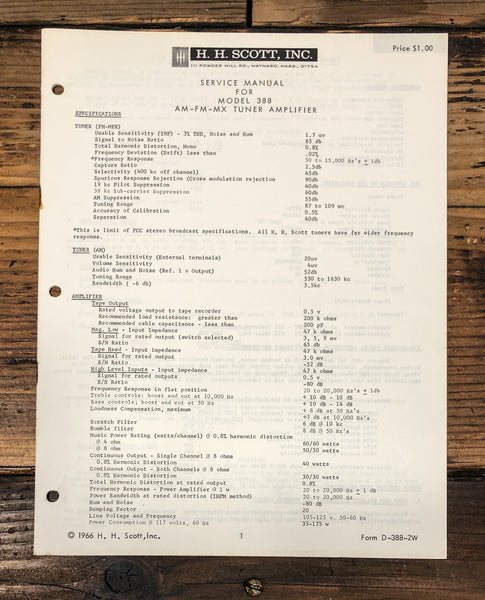 Price $1.00
H. H. SCOTT, INC.
111 POWDER MILL RD., MAYNARD, MASS., 01754
SERVICE MANUAL
FOR
MODEL 388
AM-FM-MX TUNER AMPLIFIER
SPECIFICATIONS
TUNER (FM-MPX)
Usable Sensitivity (IHF) - 3% THD, Noise and Hum 1.7 uv
Signal to Noise Ratio 65 db
Total Harmonic Distortion, Mono 0.8%
Frequency Deviation (Drift) less than .02%
*Frequency Response 50 to 15,000 Hz's ± 1db
Capture Ratio 2.5db
Selectivity (400 kc off channel) 45db
Spurious Response Rejection (Cross modulation rejection 90db
19 kc Pilot Suppression 40db
38 kc Sub-carrier Suppression 60db
AM Suppression 55db
Tuning Range 87 to 109 mc
Accuracy of Calibration 0.5%
Separation 40db
*This is limit of FCC stereo broadcast specifications. All H. H. Scott tuners have far wider frequency
response.
TUNER (AM)
Usable Sensitivity (External terminals) 20uv
Volume Sensitivity 4uv
Audio Hum and Noise (Ref. 1 v Output) 52db
Tuning Range 530 to 1630 kc
Bandwidth ( -6 db) 3.5kc
AMPLIFIER
Tape Output
Rated voltage output to tape recorder 0.5 v
Recommended load resistance: greater than 200 k ohms
Recommended cable capacitance - less than 200 pF
Mag. Low - Input impedance 47 k ohms
Signal for rated output (switch selected) 3, 5, 9 mv
S/N Ratio 65 db
Tape Head - Input impedance 47 k ohms
Signal for rated output 3.0 mv
S/N Ratio -52 db
High Level Inputs - Input impedance 47 k ohms
Signal for rated outputs 0.5 v
S/N Ratio -80 dB
Frequency Response in flat position 20 to 20,000 Hz's ± 1db
Treble controls: boost and cut at 10,000 Hz + 10 dB - 10 dB
Bass controls: boost and cut at 50 Hz + 10 dB - 14 dB
Loudness Compensation, maximum + 8 dB at 50 Hz's
+3 dB at 10,000 Hz's
Scratch Filter 6 dB @ 10 kc
Rumble filter 8 dB @ 50 Hz's
Music Power Rating (watts/channel) @ 0.8% harmonic distortion
@ 4 ohm 60/60 watts
@ 8 ohm 50/50 watts
Continuous Output - Single Channel @ 8 ohms
0.8% Harmonic Distortion 40 watts
Continuous Output - Both Channels @ 8 ohms
0.8% Harmonic Distortion 30/30 watts
Total Harmonic Distortion at rated output 0.8%
Frequency Response - Power Amplifier @ 1 w 20 to 20,000 Hz's ± 1 dB
Power Bandwidth at rated distortion (IHFM method) 20 to 20,000 Hz's
Hum and Noise -80 dB
Damping Factor 20
Line Voltage and Frequency 105-125 v. 50-60 Hz
Power Consumption @ 117 volts, 60 Hz 35-175 w
© 1966 H. H. Scott, Inc. 1 Form D-388-2W